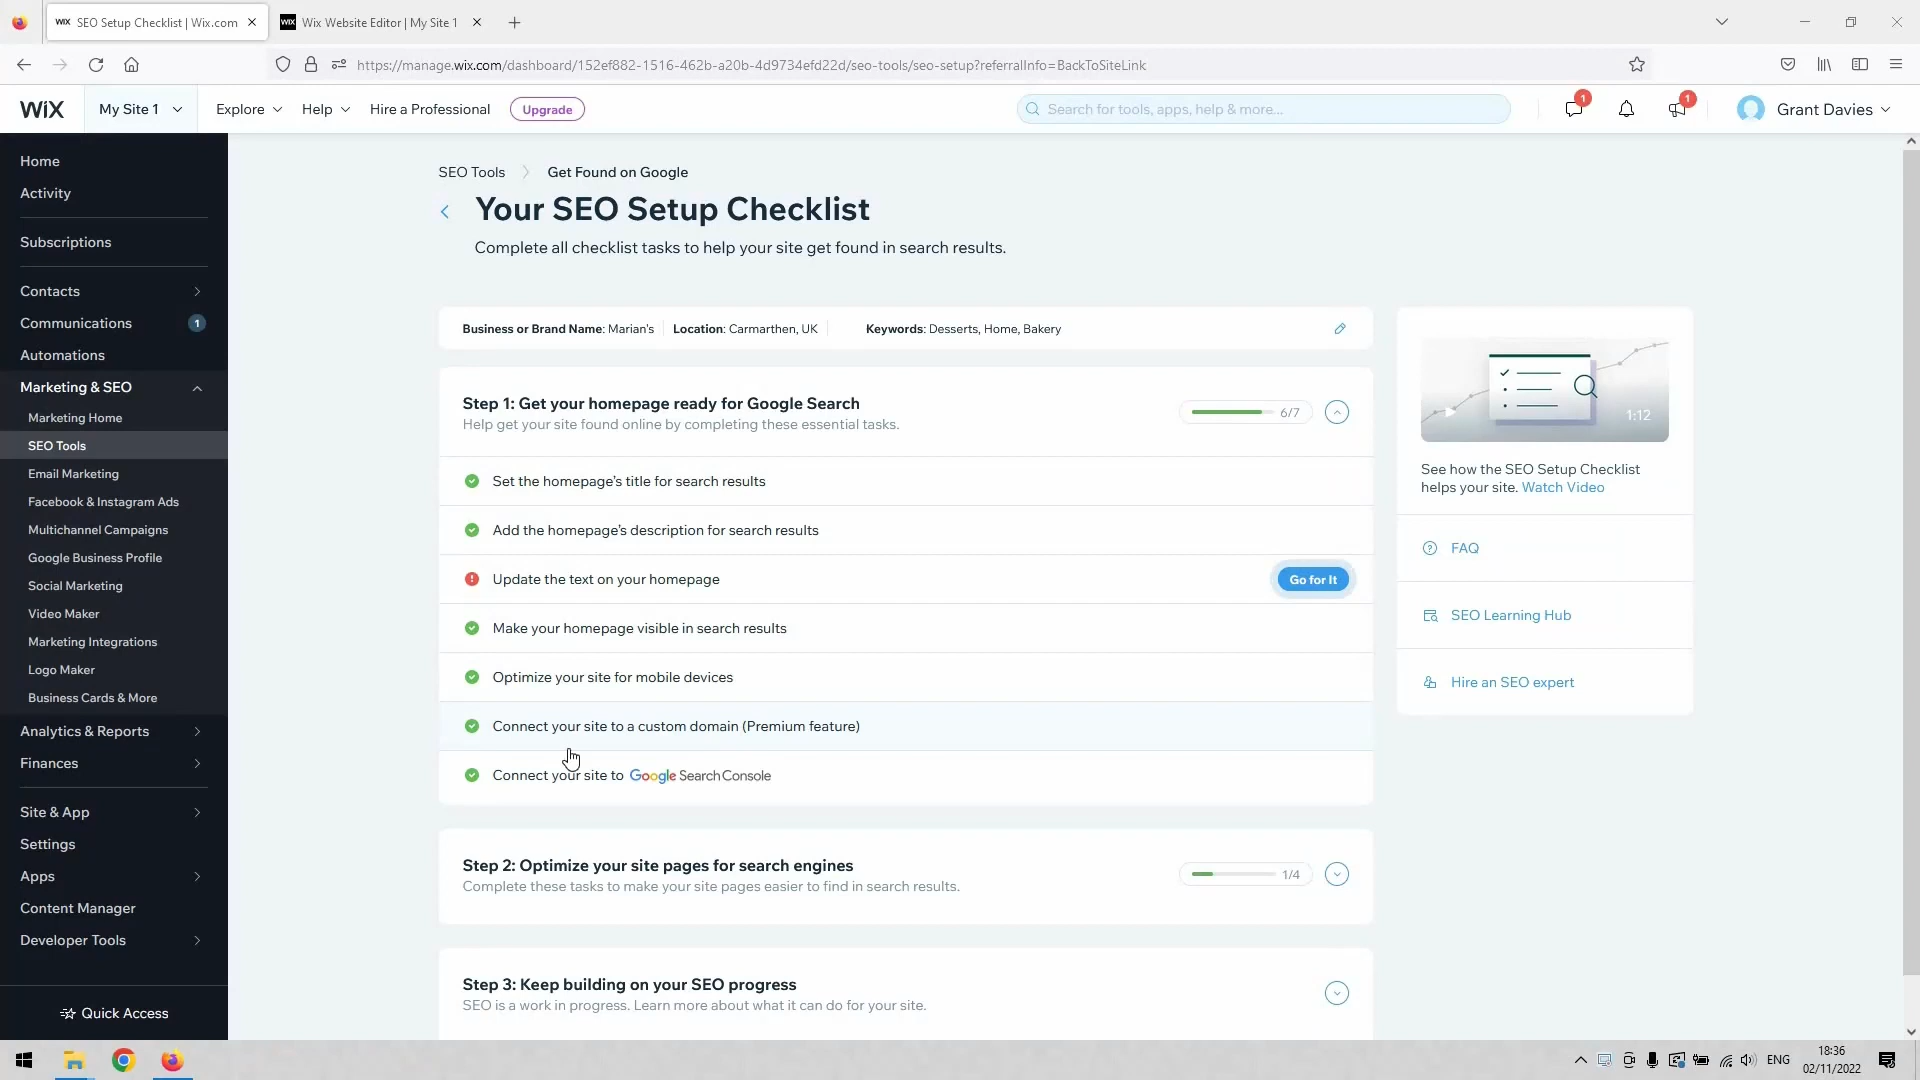 WIX SEO Setup Checklist | Wix.com
WIX Wix Website Editor | My Site 1
https://manage.wix.com/dashboard/152ef882-1516-462b-a20b-4d9734efd22d/seo-tools/seo-setup?referralInfo=BackToSiteLink
WIX
My Site 1
Explore
Help
Hire a Professional
Upgrade
Search for tools, apps, help & more...
1
1
Grant Davies
Home
Activity
Subscriptions
Contacts
Communications 1
Automations
Marketing & SEO
Marketing Home
SEO Tools
Email Marketing
Facebook & Instagram Ads
Multichannel Campaigns
Google Business Profile
Social Marketing
Video Maker
Marketing Integrations
Logo Maker
Business Cards & More
Analytics & Reports
Finances
Site & App
Settings
Apps
Content Manager
Developer Tools
Quick Access
SEO Tools
Get Found on Google
Your SEO Setup Checklist
Complete all checklist tasks to help your site get found in search results.
Business or Brand Name: Marian's
Location: Carmarthen, UK
Keywords: Desserts, Home, Bakery
Step 1: Get your homepage ready for Google Search
Help get your site found online by completing these essential tasks.
6/7
Set the homepage's title for search results
Add the homepage's description for search results
Update the text on your homepage
Go for It
Make your homepage visible in search results
Optimize your site for mobile devices
Connect your site to a custom domain (Premium feature)
Connect your site to Google Search Console
Step 2: Optimize your site pages for search engines
Complete these tasks to make your site pages easier to find in search results.
1/4
Step 3: Keep building on your SEO progress
SEO is a work in progress. Learn more about what it can do for your site.
1:12
See how the SEO Setup Checklist
helps your site. Watch Video
FAQ
SEO Learning Hub
Hire an SEO expert
ENG
18:36
02/11/2022